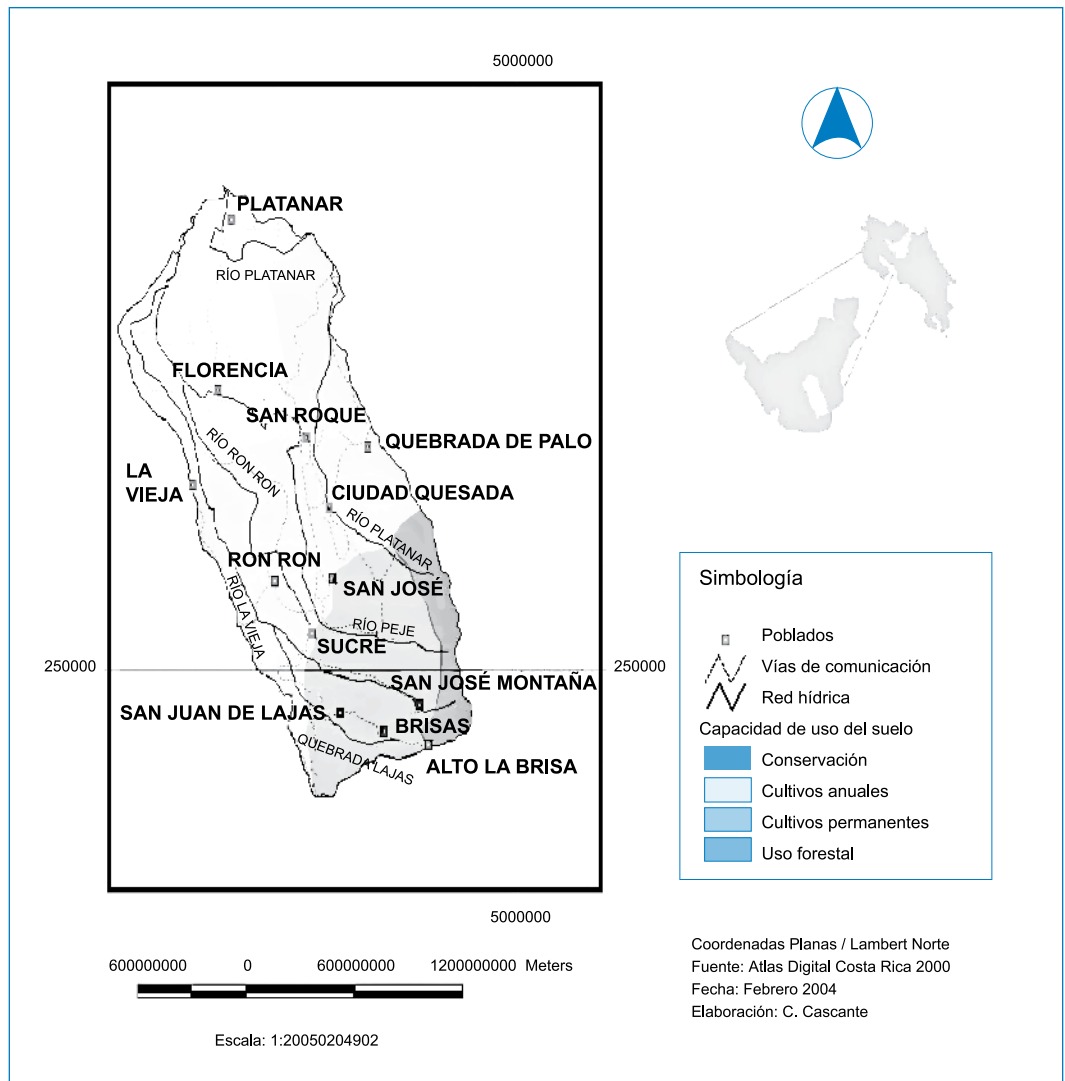 5000000
PLATANAR
RÍO PLATANAR
FLORENCIA
SAN ROQUE
QUEBRADA DE PALO
RÍO RON RON
LA
VIEJA
CIUDAD QUESADA
RÍO PLATANAR
RON RON
SAN JOSÉ
RÍO LA VIEJA
RÍO PEJE
SUCRE
250000
250000
SAN JOSÉ MONTAÑA
SAN JUAN DE LAJAS
BRISAS
QUEBRADA LAJAS
ALTO LA BRISA
5000000
600000000 0 600000000 1200000000 Meters
Escala: 1:20050204902
Simbología
Poblados
Vías de comunicación
Red hídrica
Capacidad de uso del suelo
Conservación
Cultivos anuales
Cultivos permanentes
Uso forestal
Coordenadas Planas / Lambert Norte
Fuente: Atlas Digital Costa Rica 2000
Fecha: Febrero 2004
Elaboración: C. Cascante